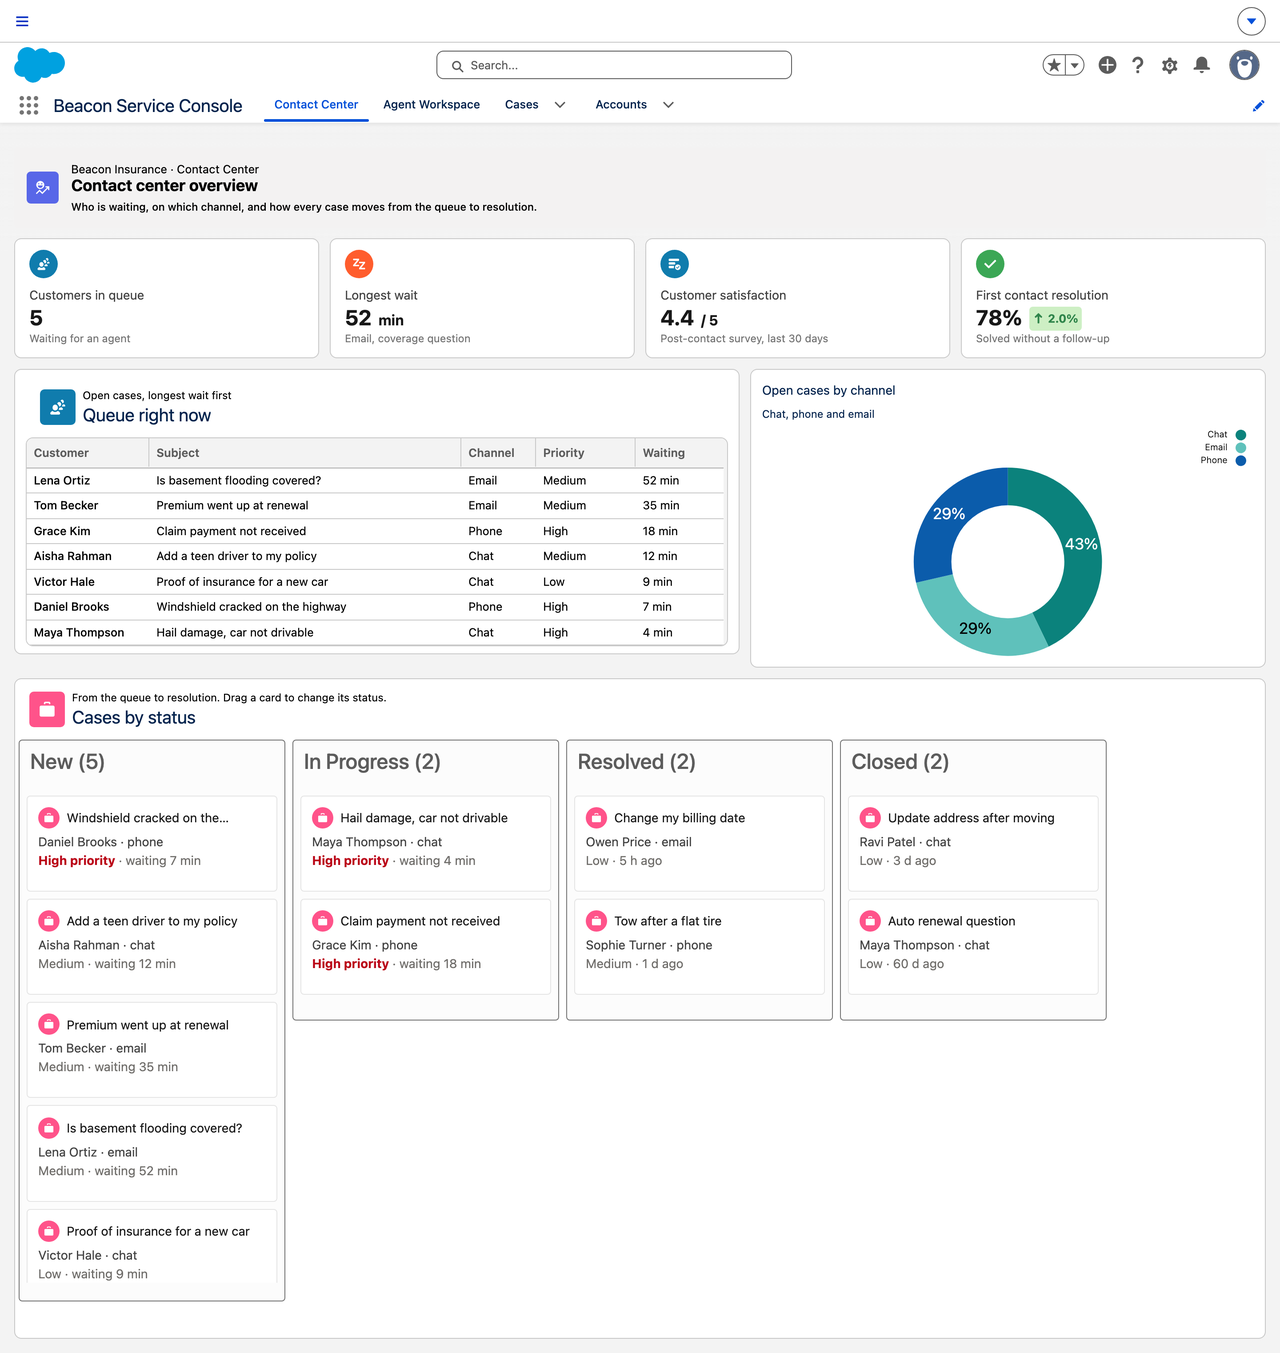 Search...
Beacon Service Console
Contact Center
Agent Workspace
Cases
Accounts
Beacon Insurance · Contact Center
Contact center overview
Who is waiting, on which channel, and how every case moves from the queue to resolution.
Customers in queue
5
Waiting for an agent
Longest wait
52 min
Email, coverage question
Customer satisfaction
4.4 / 5
Post-contact survey, last 30 days
First contact resolution
78% ↑ 2.0%
Solved without a follow-up
Open cases, longest wait first
Queue right now
Customer Subject Channel Priority Waiting
Lena Ortiz Is basement flooding covered? Email Medium 52 min
Tom Becker Premium went up at renewal Email Medium 35 min
Grace Kim Claim payment not received Phone High 18 min
Aisha Rahman Add a teen driver to my policy Chat Medium 12 min
Victor Hale Proof of insurance for a new car Chat Low 9 min
Daniel Brooks Windshield cracked on the highway Phone High 7 min
Maya Thompson Hail damage, car not drivable Chat High 4 min
Open cases by channel
Chat, phone and email
Chat
Email
Phone
29%
43%
29%
From the queue to resolution. Drag a card to change its status.
Cases by status
New (5)
Windshield cracked on the...
Daniel Brooks · phone
High priority · waiting 7 min
Add a teen driver to my policy
Aisha Rahman · chat
Medium · waiting 12 min
Premium went up at renewal
Tom Becker · email
Medium · waiting 35 min
Is basement flooding covered?
Lena Ortiz · email
Medium · waiting 52 min
Proof of insurance for a new car
Victor Hale · chat
Low · waiting 9 min
In Progress (2)
Hail damage, car not drivable
Maya Thompson · chat
High priority · waiting 4 min
Claim payment not received
Grace Kim · phone
High priority · waiting 18 min
Resolved (2)
Change my billing date
Owen Price · email
Low · 5 h ago
Tow after a flat tire
Sophie Turner · phone
Medium · 1 d ago
Closed (2)
Update address after moving
Ravi Patel · chat
Low · 3 d ago
Auto renewal question
Maya Thompson · chat
Low · 60 d ago